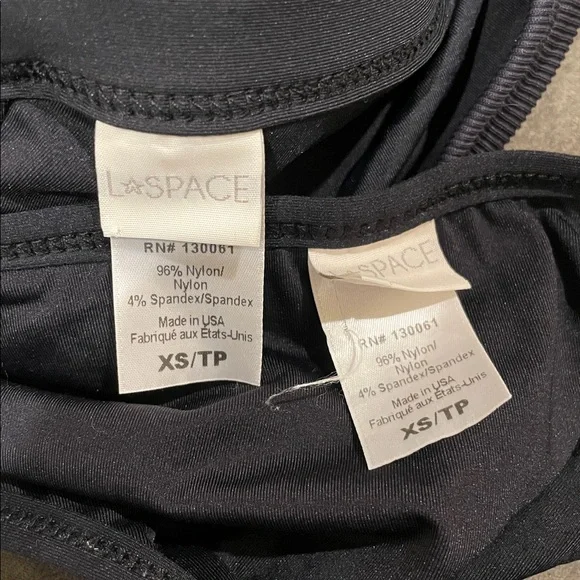 L☆SPACE
RN# 130061
96% Nylon/
Nylon
4% Spandex/Spandex
Made in USA
Fabriqué aux États-Unis
XS/TP
L☆SPACE
RN# 130061
96% Nylon/
Nylon
4% Spandex/Spandex
Made in USA
Fabriqué aux États-Unis
XS/TP